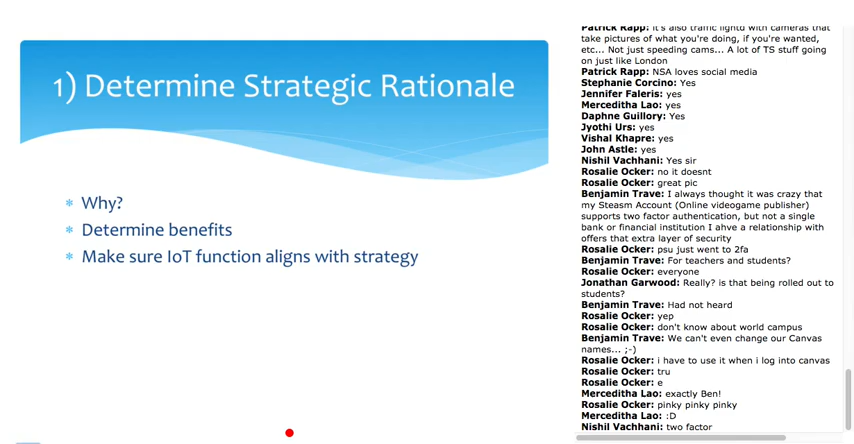 1) Determine Strategic Rationale
Why?
Determine benefits
Make sure IoT function aligns with strategy
Patrick Rapp: it's also traffic lights with cameras that
take pictures of what you're doing, if you're wanted,
etc... Not just speeding cams... A lot of TS stuff going
on just like London
Patrick Rapp: NSA loves social media
Stephanie Corcino: Yes
Jennifer Faleris: yes
Merceditha Lao: yes
Daphne Guillory: Yes
Jyothi Urs: yes
Vishal Khapre: yes
John Astle: yes
Nishil Vachhani: Yes sir
Rosalie Ocker: no it doesnt
Rosalie Ocker: great pic
Benjamin Trave: I always thought it was crazy that
my Steasm Account (Online videogame publisher)
supports two factor authentication, but not a single
bank or financial institution I ahve a relationship with
offers that extra layer of security
Rosalie Ocker: psu just went to 2fa
Benjamin Trave: For teachers and students?
Rosalie Ocker: everyone
Jonathan Garwood: Really? is that being rolled out to
students?
Benjamin Trave: Had not heard
Rosalie Ocker: yep
Rosalie Ocker: don't know about world campus
Benjamin Trave: We can't even change our Canvas
names... ;-)
Rosalie Ocker: i have to use it when i log into canvas
Rosalie Ocker: tru
Rosalie Ocker: e
Merceditha Lao: exactly Ben!
Rosalie Ocker: pinky pinky pinky
Merceditha Lao: :D
Nishil Vachhani: two factor